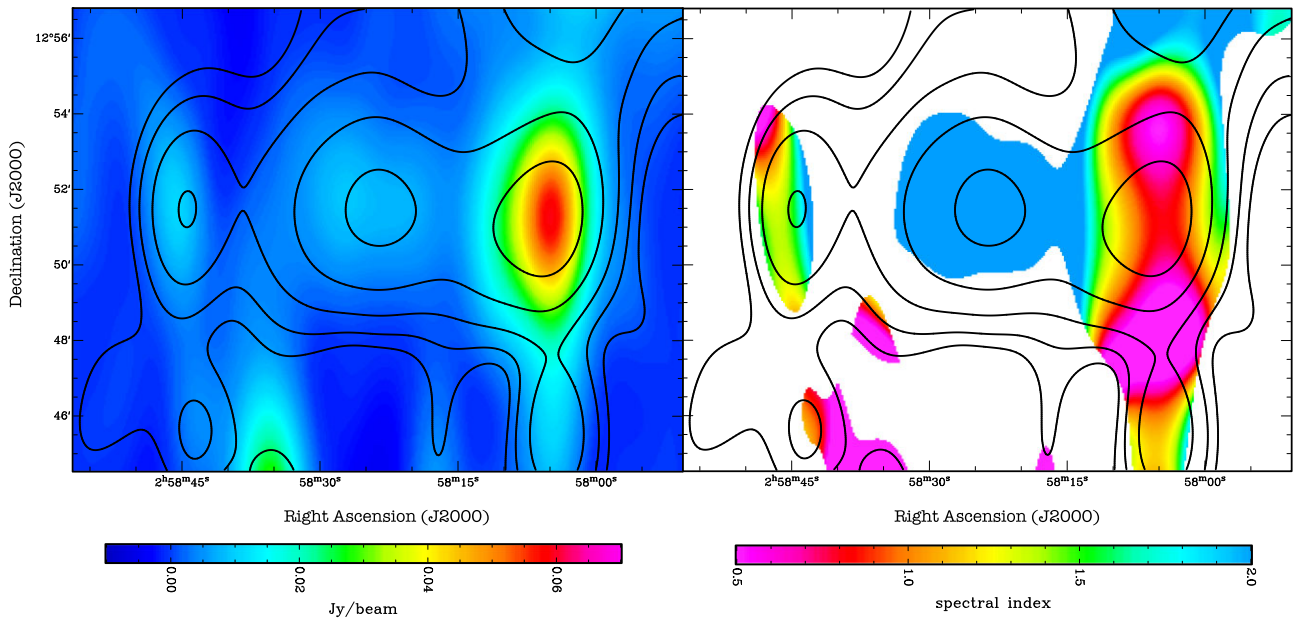 12°56′
54′
52′
50′
48′
46′
Declination (J2000)
2ʰ58ᵐ45ˢ 58ᵐ30ˢ 58ᵐ15ˢ 58ᵐ00ˢ
2ʰ58ᵐ45ˢ 58ᵐ30ˢ 58ᵐ15ˢ 58ᵐ00ˢ
Right Ascension (J2000)
Right Ascension (J2000)
0.00 0.02 0.04 0.06
Jy/beam
0.5 1.0 1.5 2.0
spectral index